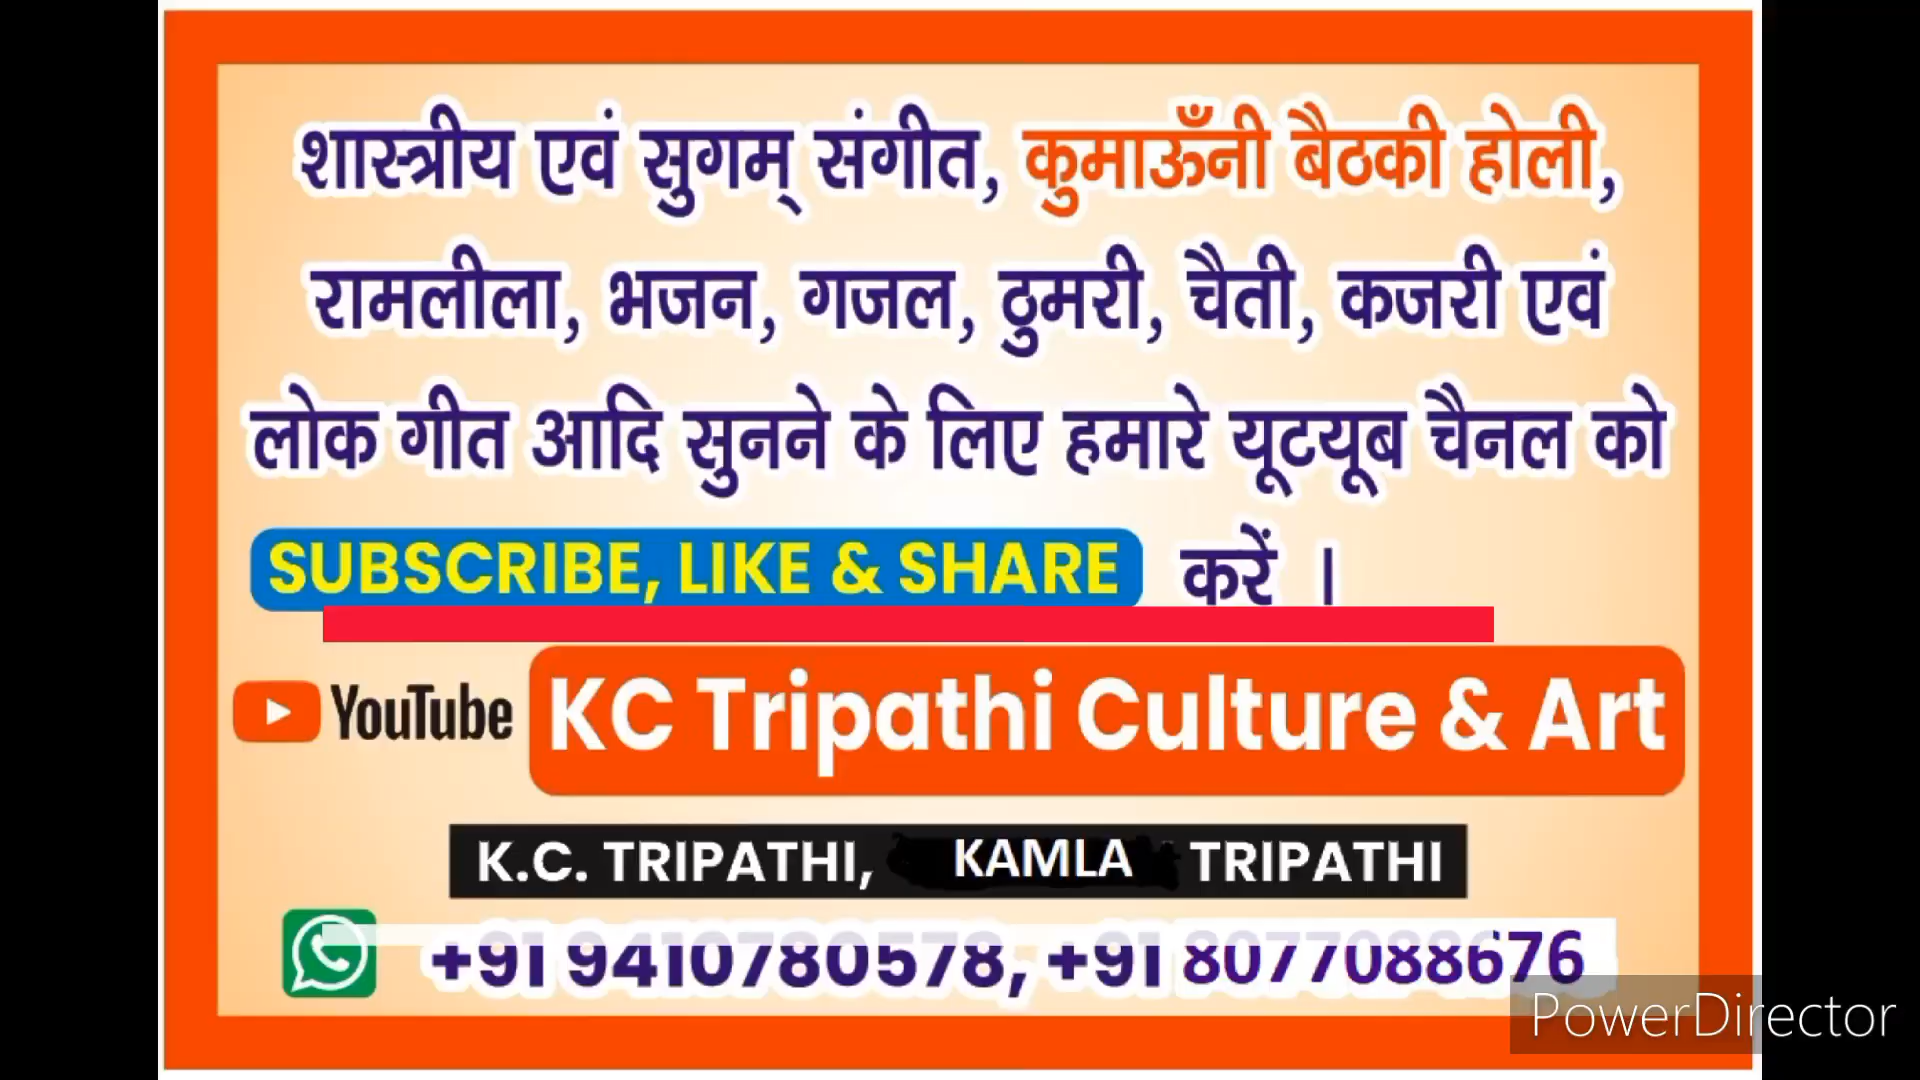 शास्त्रीय एवं सुगम् संगीत, कुमाऊँनी बैठकी होली,
रामलीला, भजन, गजल, ठुमरी, चैती, कजरी एवं
लोक गीत आदि सुनने के लिए हमारे यूटयूब चैनल को
SUBSCRIBE, LIKE & SHARE करें ।
YouTube KC Tripathi Culture & Art
K.C. TRIPATHI, KAMLA TRIPATHI
+91 9410780578, +91 8077088676
PowerDirector